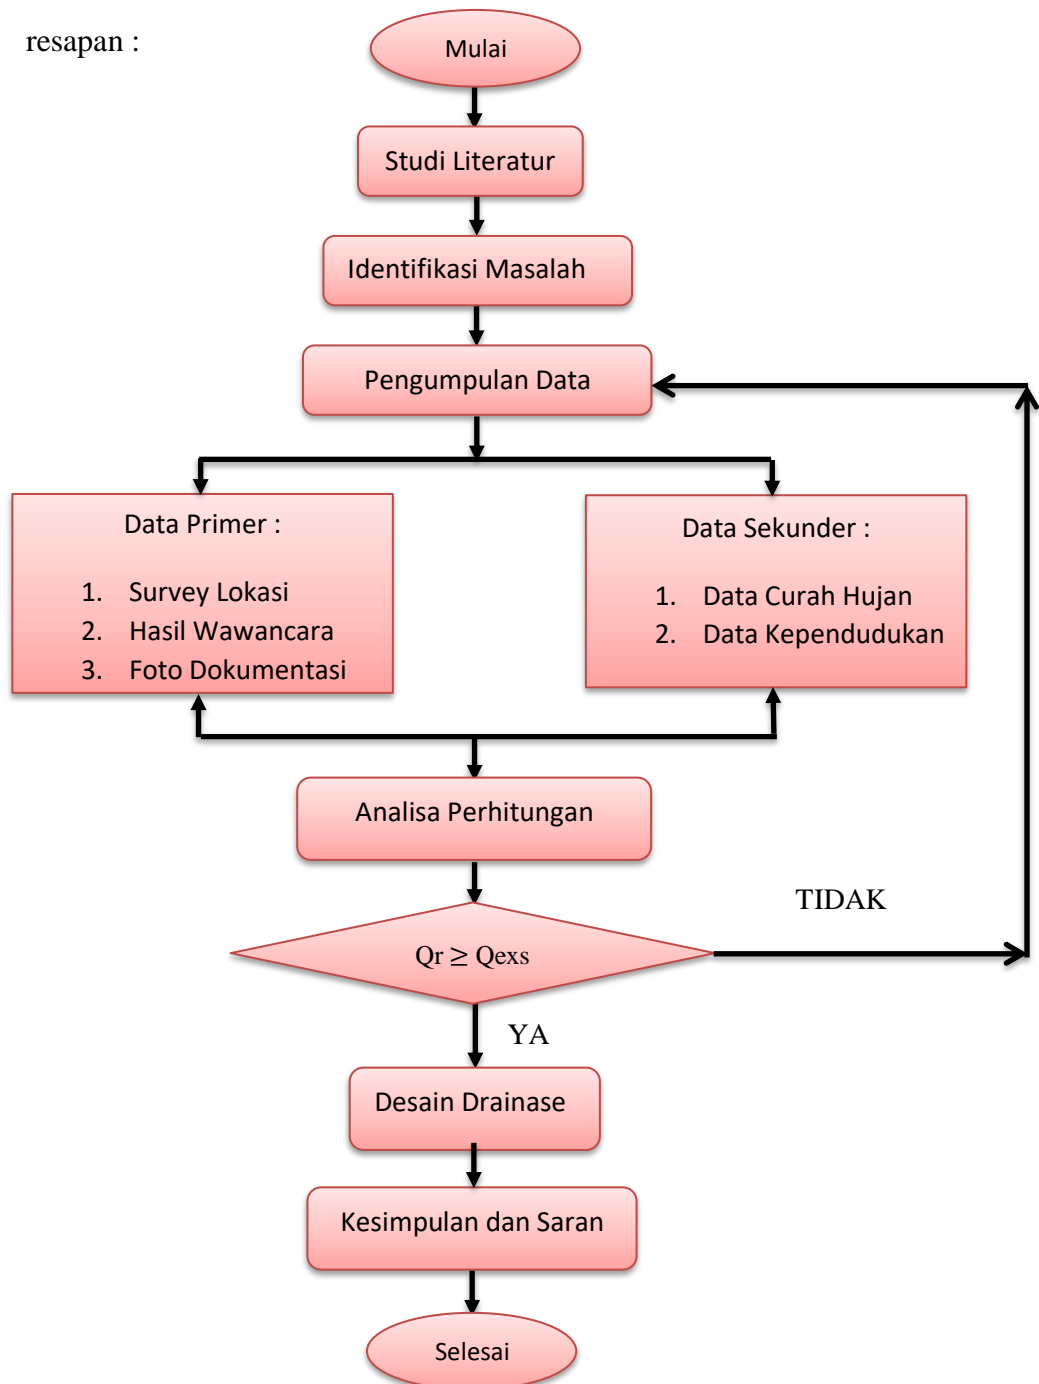 resapan :
Mulai
Studi Literatur
Identifikasi Masalah
Pengumpulan Data
Data Primer :
1. Survey Lokasi
2. Hasil Wawancara
3. Foto Dokumentasi
Data Sekunder :
1. Data Curah Hujan
2. Data Kependudukan
Analisa Perhitungan
TIDAK
Qr ≥ Qexs
YA
Desain Drainase
Kesimpulan dan Saran
Selesai